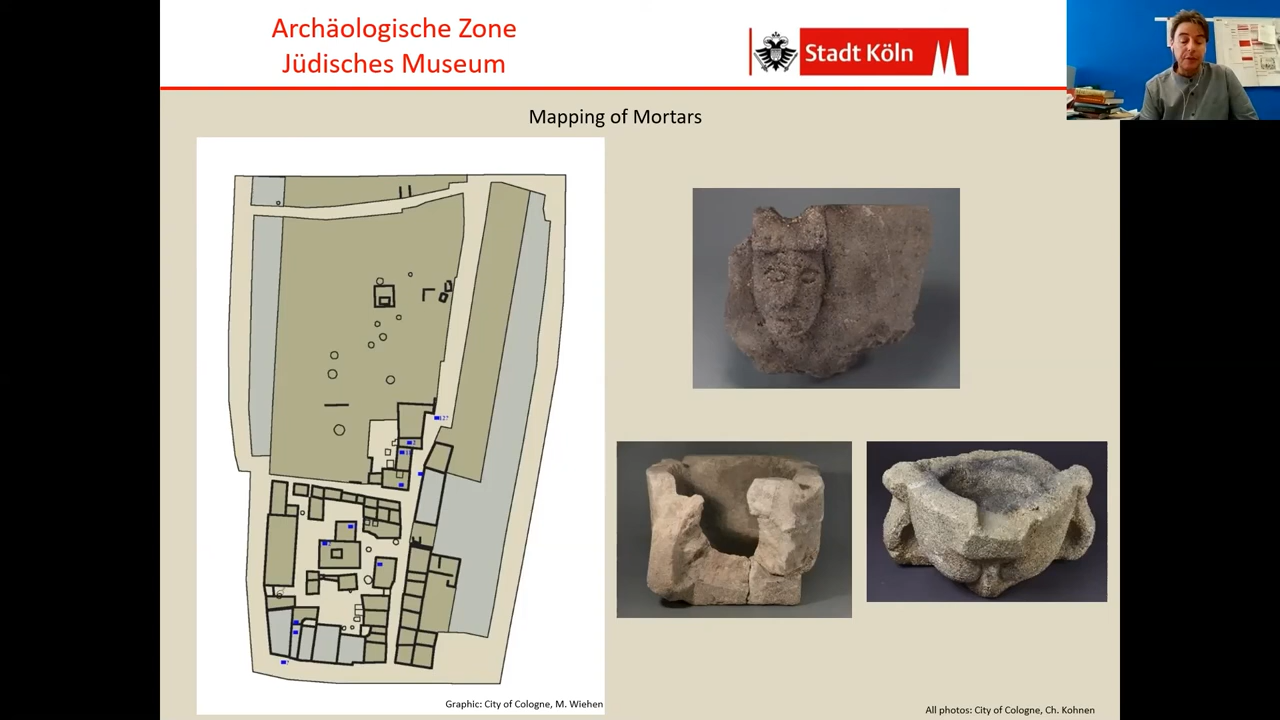 Archäologische Zone
Jüdisches Museum
Stadt Köln
Mapping of Mortars
Graphic: City of Cologne, M. Wiehen
All photos: City of Cologne, Ch. Kohnen